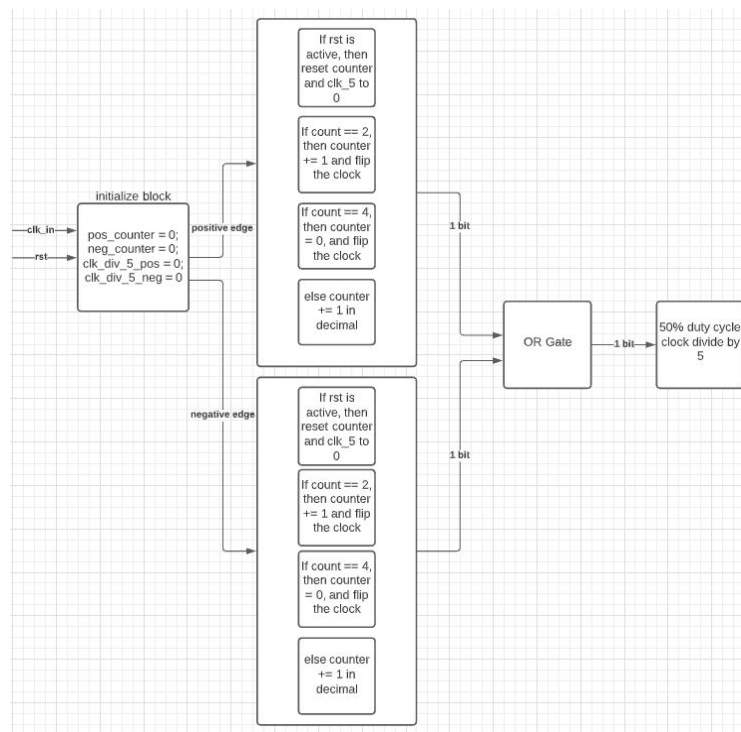 initialize block
clk_in
rst
pos_counter = 0;
neg_counter = 0;
clk_div_5_pos = 0;
clk_div_5_neg = 0
positive edge
negative edge
If rst is
active, then
reset counter
and clk_5 to
0
If count == 2,
then counter
+= 1 and flip
the clock
If count == 4,
then counter
= 0, and flip
the clock
else counter
+= 1 in
decimal
If rst is
active, then
reset counter
and clk_5 to
0
If count == 2,
then counter
+= 1 and flip
the clock
If count == 4,
then counter
= 0, and flip
the clock
else counter
+= 1 in
decimal
1 bit
1 bit
OR Gate
1 bit
50% duty cycle
clock divide by
5